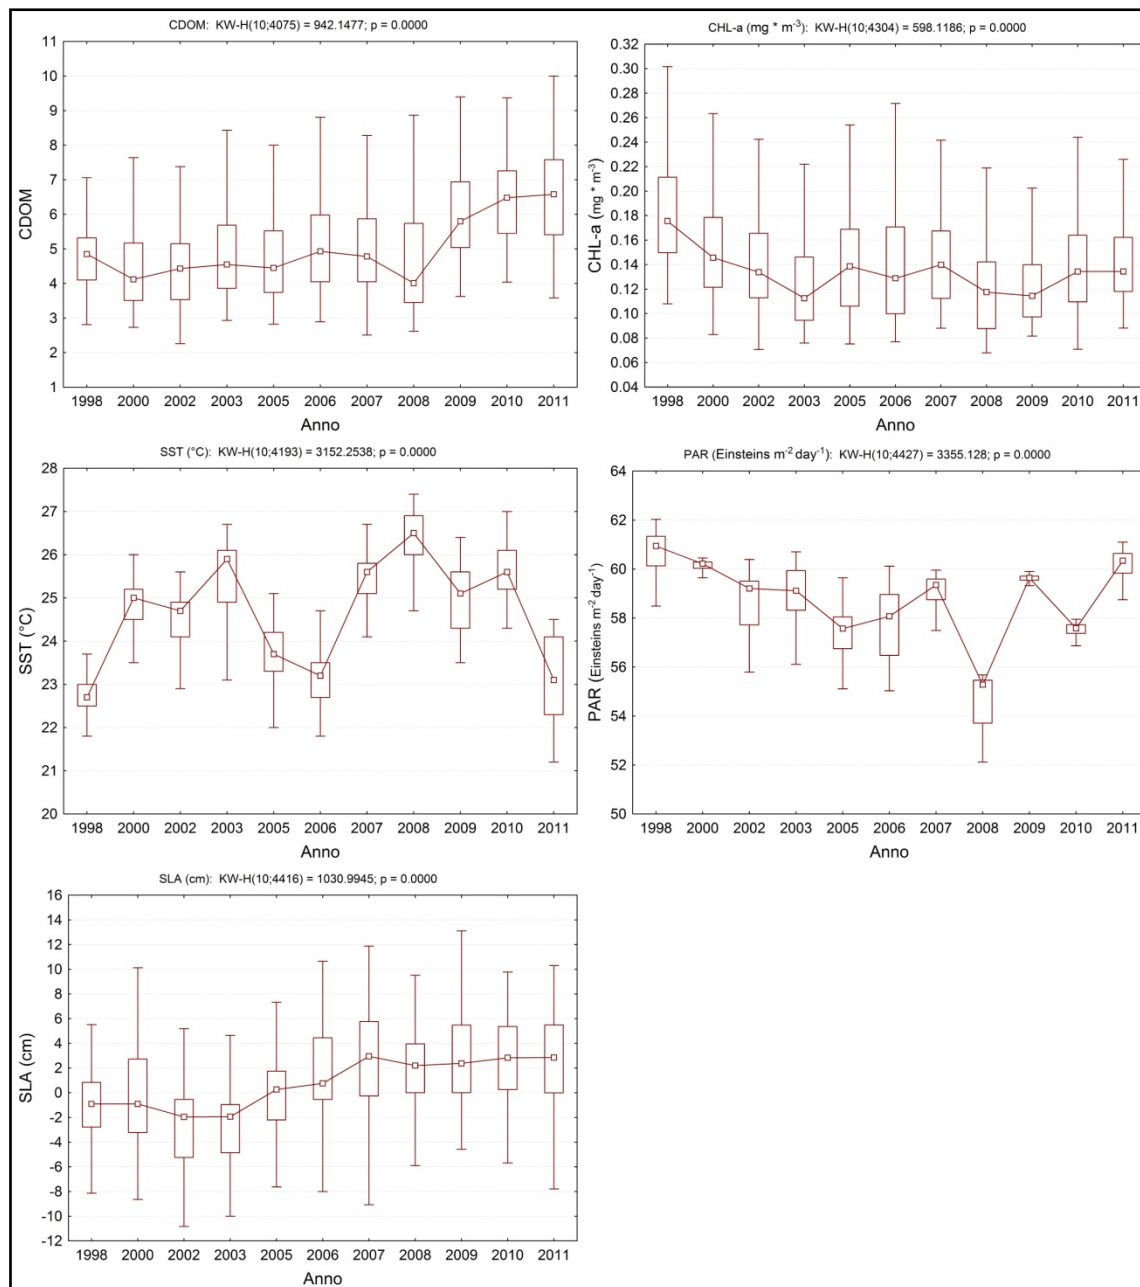 CDOM: KW-H(10;4075) = 942.1477; p = 0.0000
11
10
9
8
7
6
5
4
3
2
1
CDOM
1998 2000 2002 2003 2005 2006 2007 2008 2009 2010 2011
Anno
CHL-a (mg * m⁻³): KW-H(10;4304) = 598.1186; p = 0.0000
0.32
0.30
0.28
0.26
0.24
0.22
0.20
0.18
0.16
0.14
0.12
0.10
0.08
0.06
0.04
CHL-a (mg * m⁻³)
1998 2000 2002 2003 2005 2006 2007 2008 2009 2010 2011
Anno
SST (°C): KW-H(10;4193) = 3152.2538; p = 0.0000
28
27
26
25
24
23
22
21
20
SST (°C)
1998 2000 2002 2003 2005 2006 2007 2008 2009 2010 2011
Anno
PAR (Einsteins m⁻² day⁻¹): KW-H(10;4427) = 3355.128; p = 0.0000
64
62
60
58
56
54
52
50
PAR (Einsteins m⁻² day⁻¹)
1998 2000 2002 2003 2005 2006 2007 2008 2009 2010 2011
Anno
SLA (cm): KW-H(10;4416) = 1030.9945; p = 0.0000
16
14
12
10
8
6
4
2
0
-2
-4
-6
-8
-10
-12
SLA (cm)
1998 2000 2002 2003 2005 2006 2007 2008 2009 2010 2011
Anno